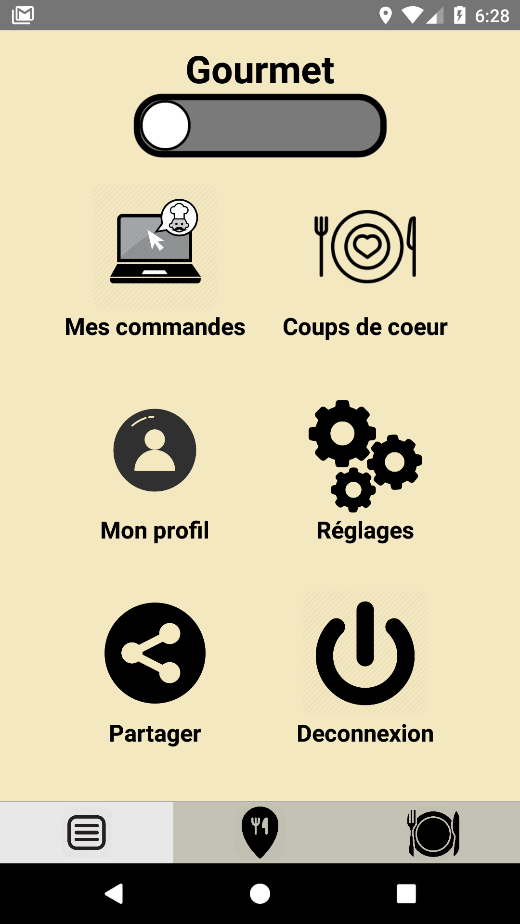 6:28
Gourmet
Mes commandes
Coups de coeur
Mon profil
Réglages
Partager
Deconnexion